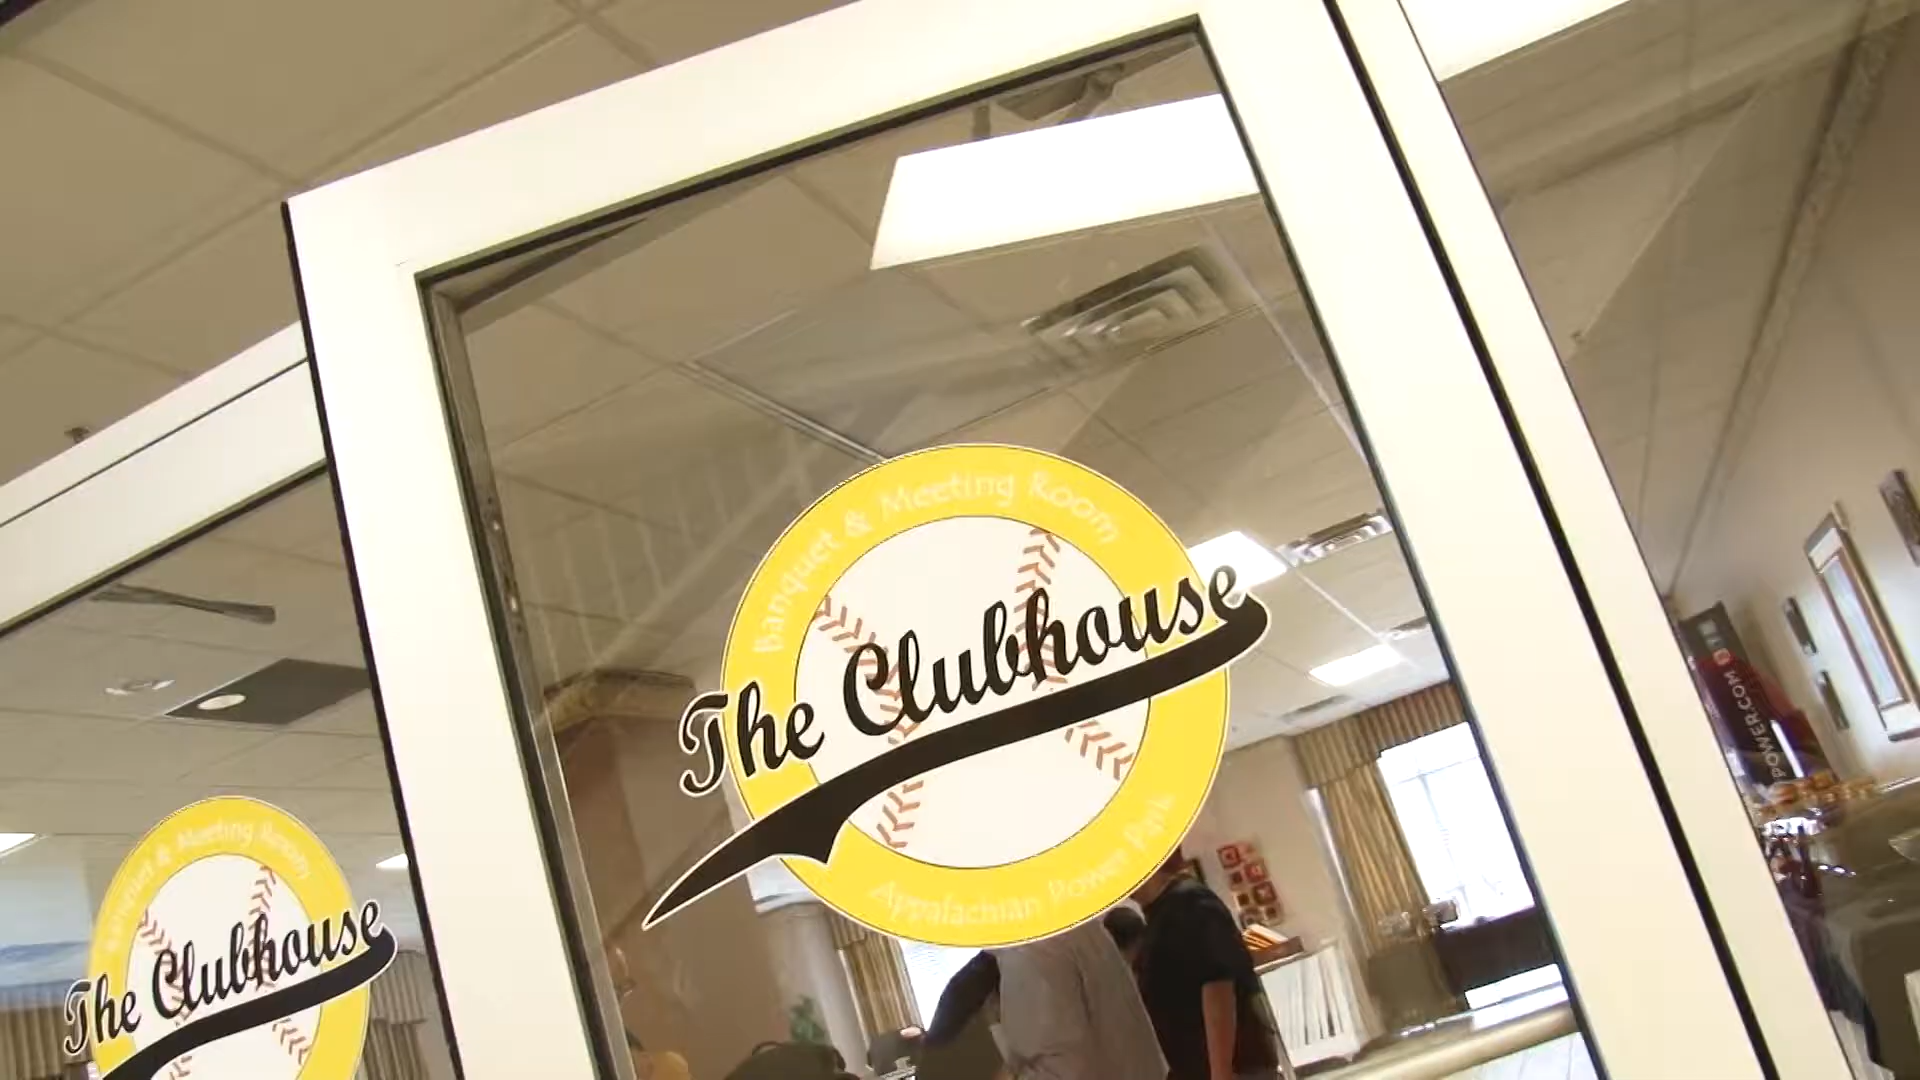 Banquet & Meeting Room
The Clubhouse
Appalachian Power Park
Banquet & Meeting Room
The Clubhouse
POWER.COM